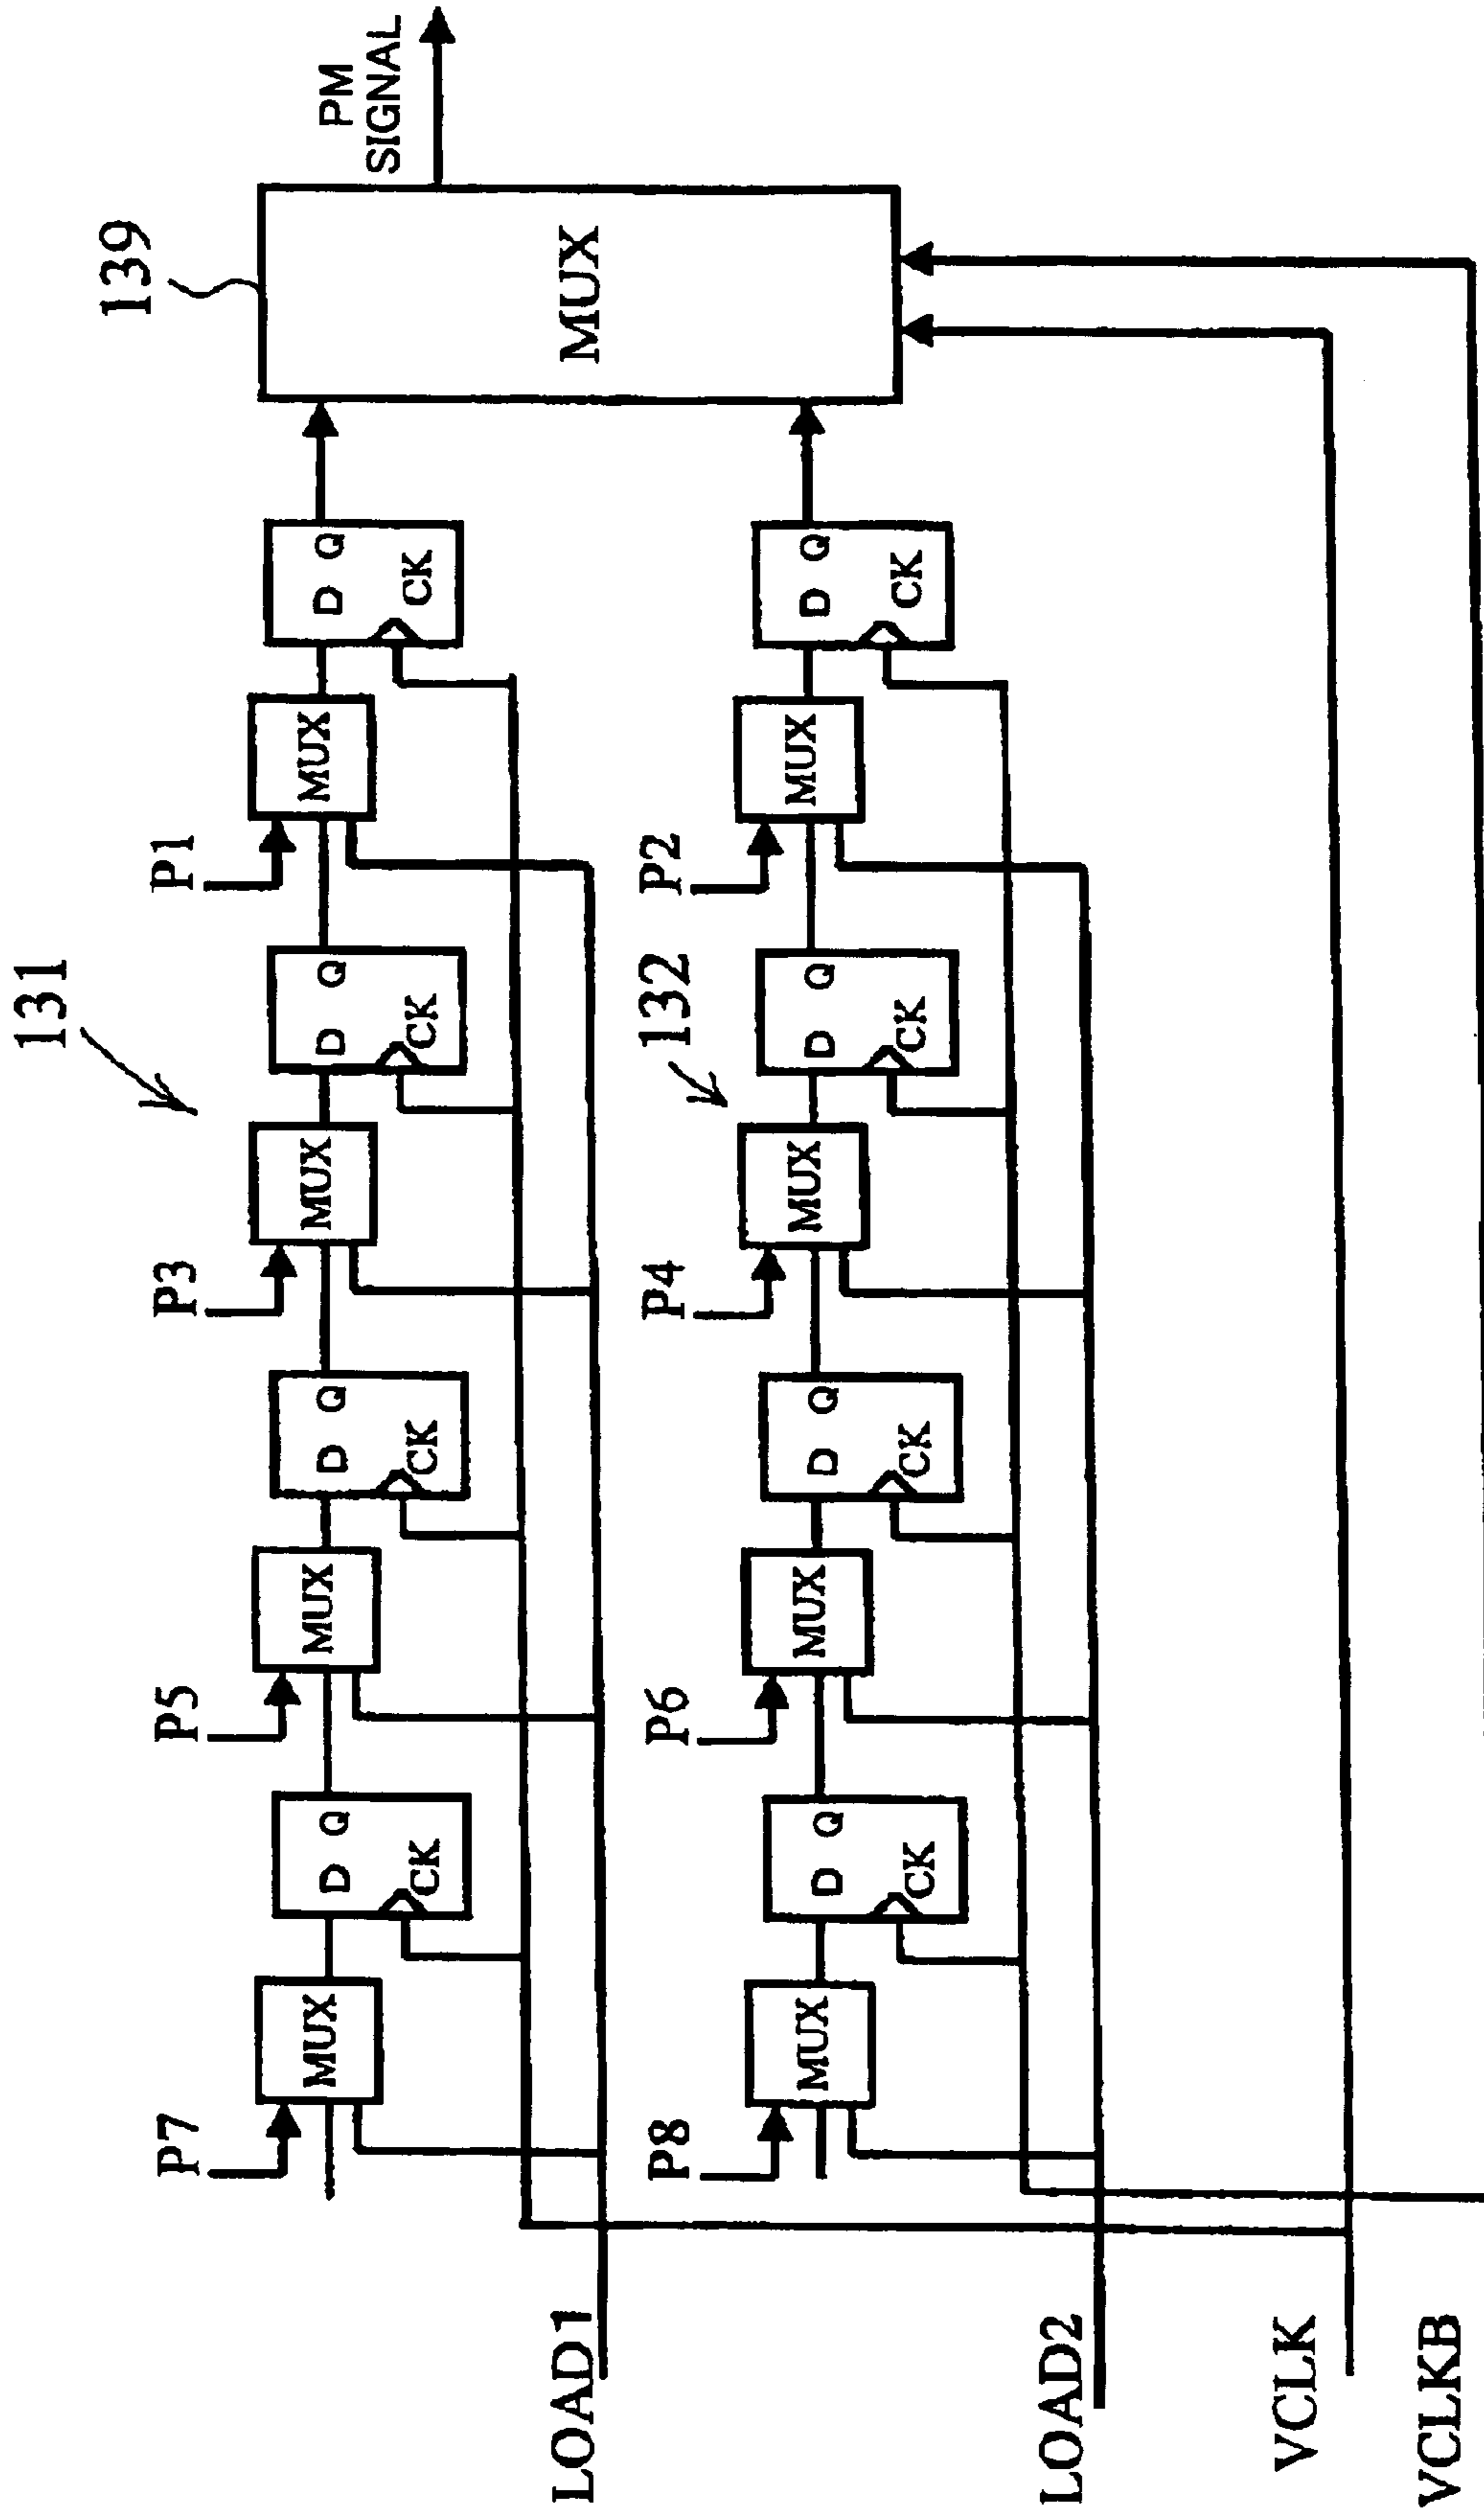 131
139
P7
P5
P3
P1
PM
SIGNAL
MUX
D Q
MUX
D Q
MUX
D Q
MUX
D Q
CK
CK
CK
CK
MUX
LOAD1
132
P8
P6
P4
P2
MUX
D Q
MUX
D Q
MUX
D Q
MUX
D Q
CK
CK
CK
CK
LOAD2
VCLK
VCLKB